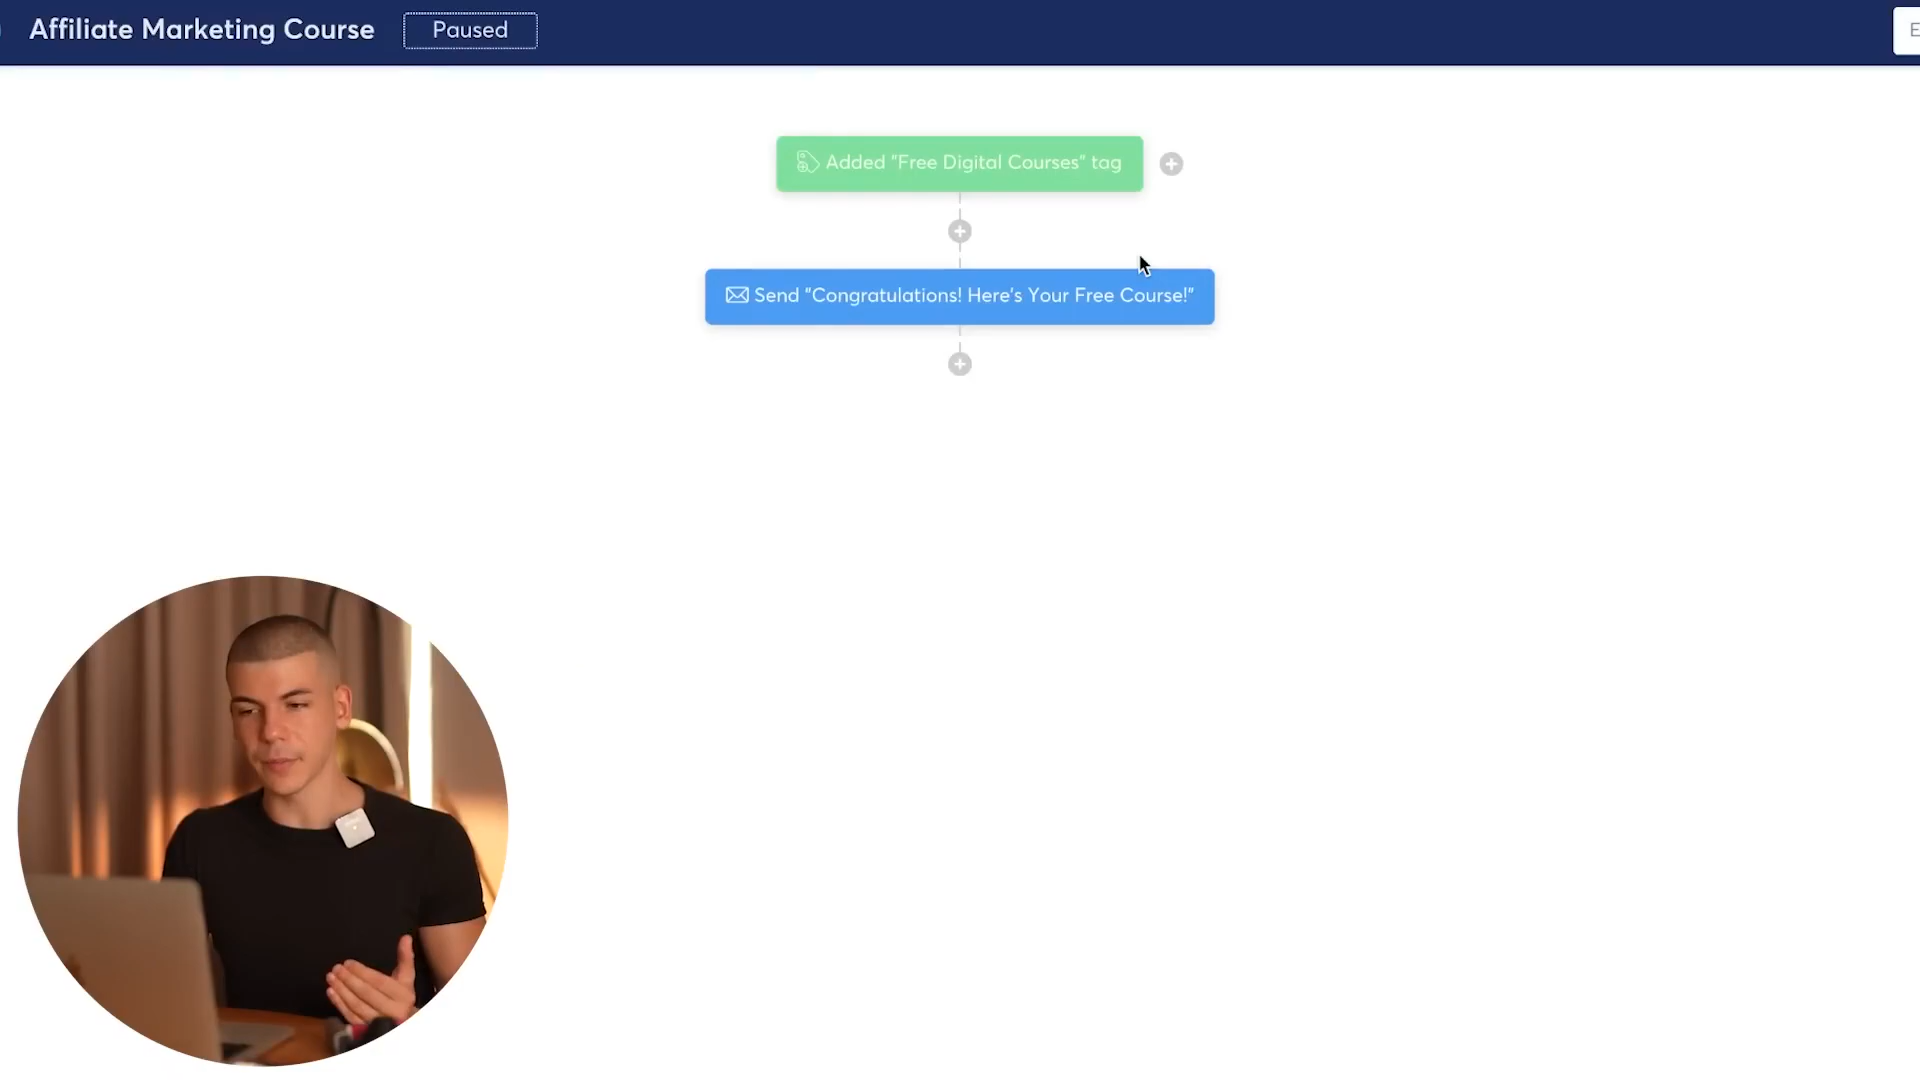 Affiliate Marketing Course
Paused
E
Added "Free Digital Courses" tag
Send "Congratulations! Here's Your Free Course!"